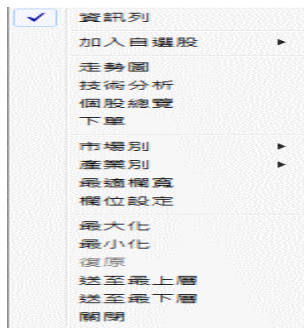 資訊列
加入自選股
走勢圖
技術分析
個股總覽
下單
市場別
產業別
最適欄寬
欄位設定
最大化
最小化
復原
送至最上層
送至最下層
關閉